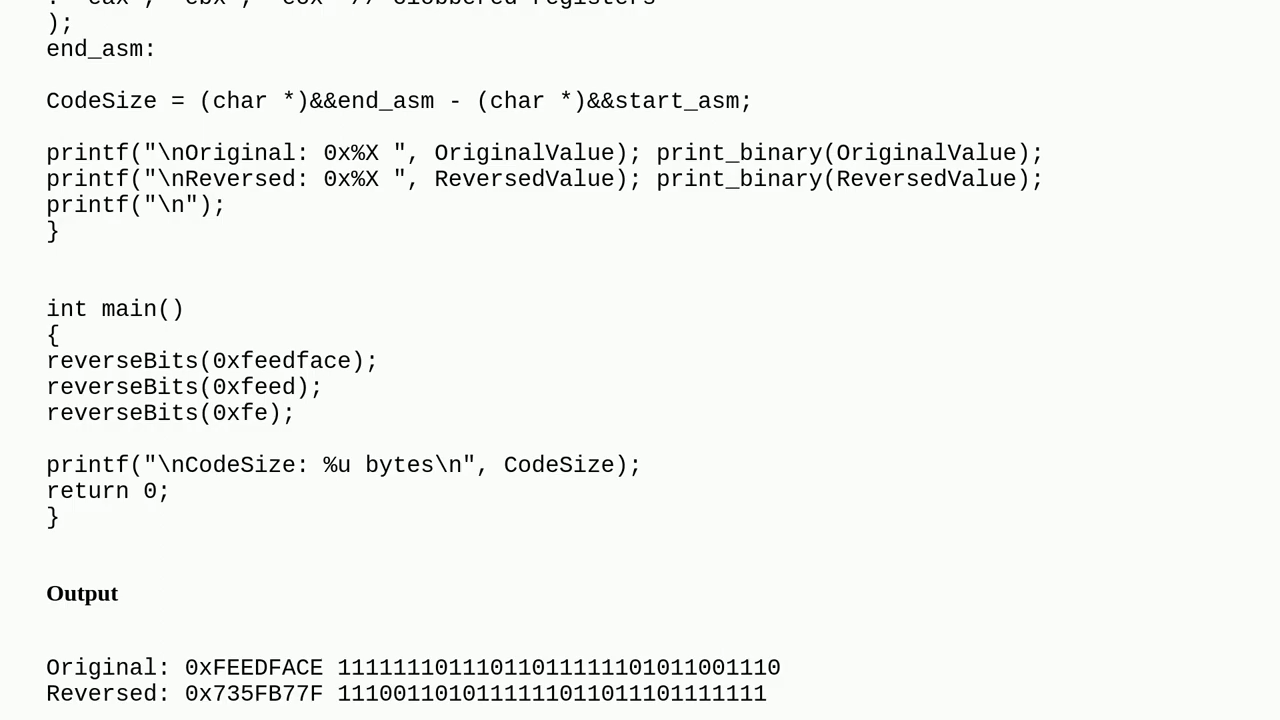 );
end_asm:
CodeSize = (char *)&&end_asm - (char *)&&start_asm;
printf("\nOriginal: 0x%X ", OriginalValue); print_binary(OriginalValue);
printf("\nReversed: 0x%X ", ReversedValue); print_binary(ReversedValue);
printf("\n");
}
int main()
{
reverseBits(0xfeedface);
reverseBits(0xfeed);
reverseBits(0xfe);
printf("\nCodeSize: %u bytes\n", CodeSize);
return 0;
}
Output
Original: 0xFEEDFACE 11111110111011011111101011001110
Reversed: 0x735FB77F 1110011010111111011011101111111